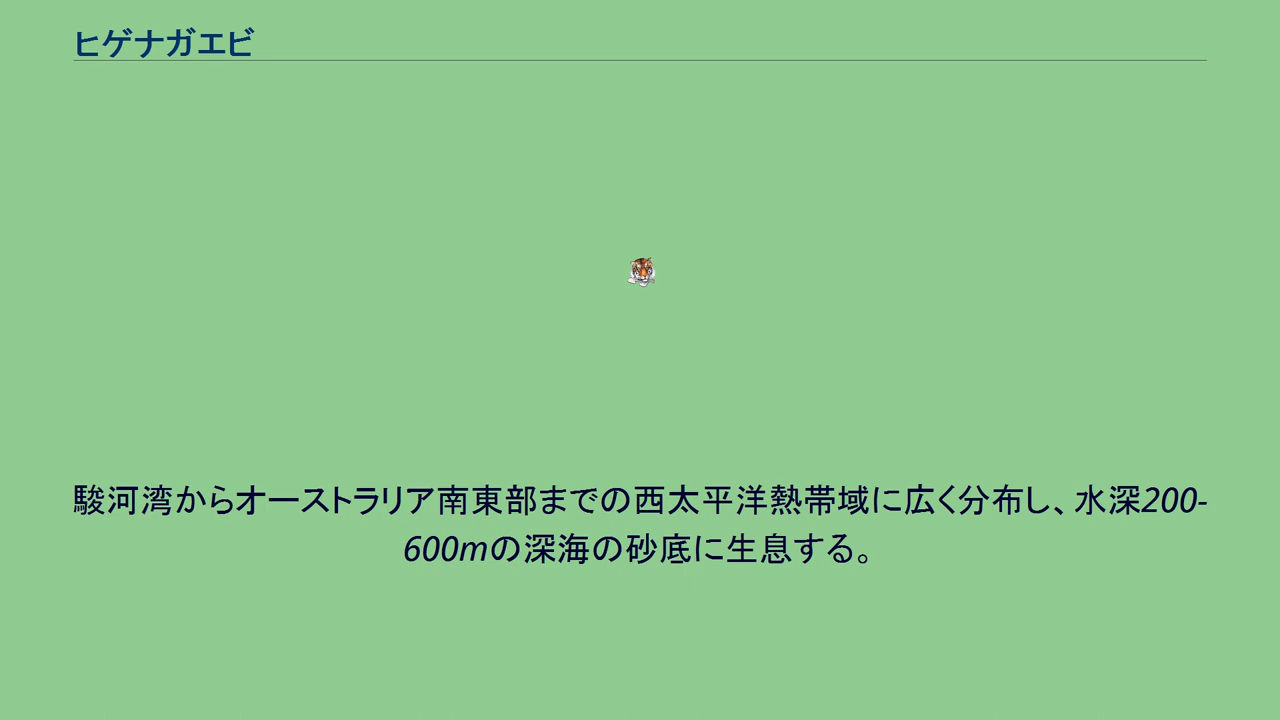 ヒゲナガエビ
駿河湾からオーストラリア南東部までの西太平洋熱帯域に広く分布し、水深200-
600mの深海の砂底に生息する。